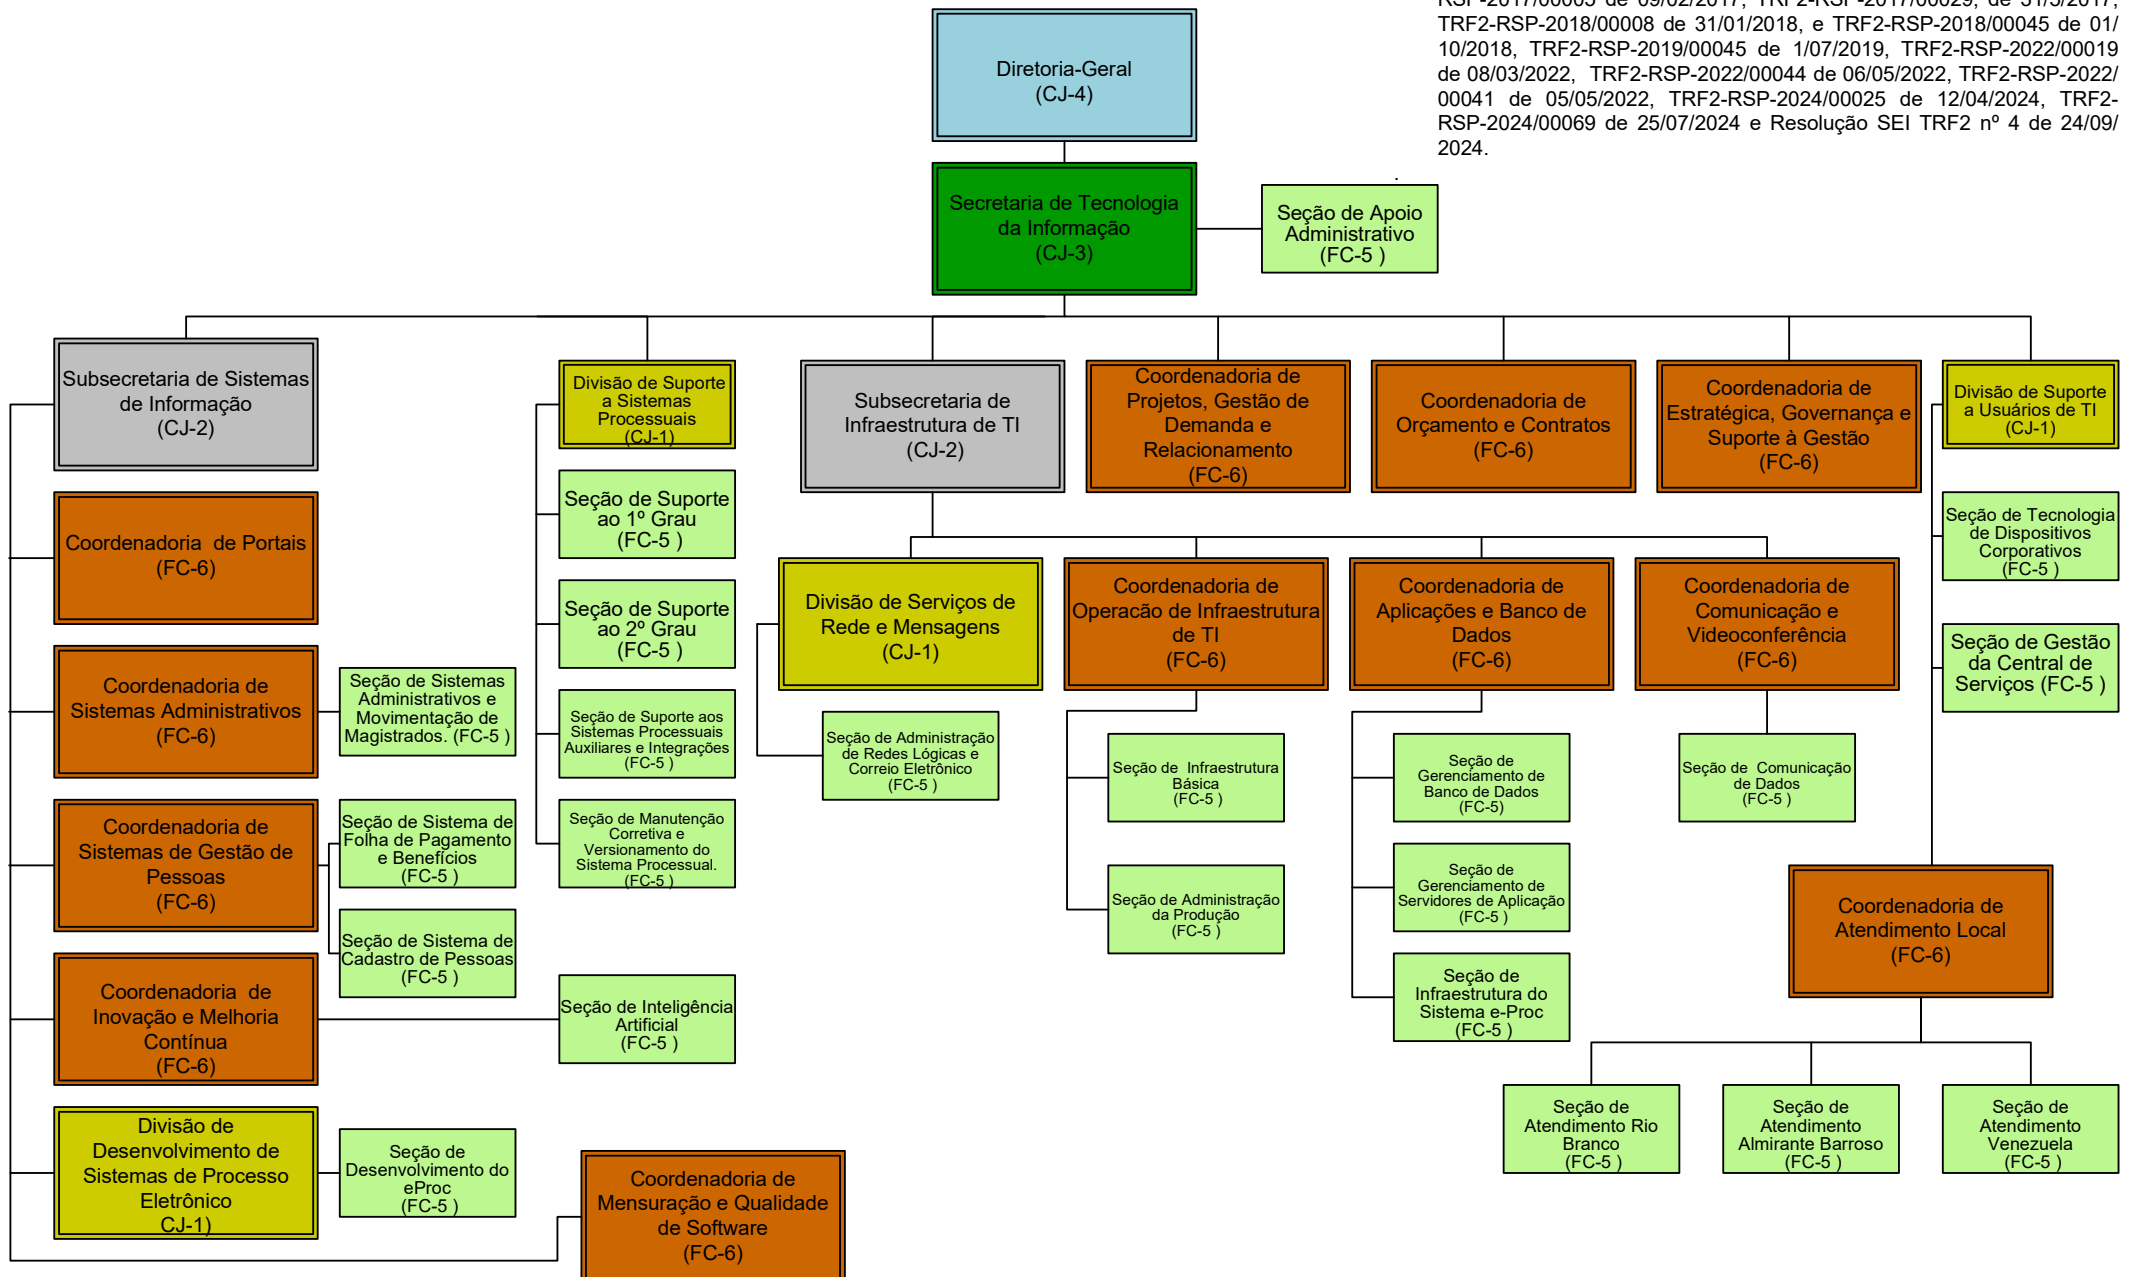 RSP-2017/00005 de 09/02/2017, TRF2-RSP-2017/00029, de 31/5/2017,
TRF2-RSP-2018/00008 de 31/01/2018, e TRF2-RSP-2018/00045 de 01/
10/2018, TRF2-RSP-2019/00045 de 1/07/2019, TRF2-RSP-2022/00019
de 08/03/2022, TRF2-RSP-2022/00044 de 06/05/2022, TRF2-RSP-2022/
00041 de 05/05/2022, TRF2-RSP-2024/00025 de 12/04/2024, TRF2-
RSP-2024/00069 de 25/07/2024 e Resolução SEI TRF2 nº 4 de 24/09/
2024.
.
Diretoria-Geral
(CJ-4)
Secretaria de Tecnologia
da Informação
(CJ-3)
Seção de Apoio
Administrativo
(FC-5 )
Subsecretaria de Sistemas
de Informação
(CJ-2)
Divisão de Suporte
a Sistemas
Processuais
(CJ-1)
Subsecretaria de
Infraestrutura de TI
(CJ-2)
Coordenadoria de
Projetos, Gestão de
Demanda e
Relacionamento
(FC-6)
Coordenadoria de
Orçamento e Contratos
(FC-6)
Coordenadoria de
Estratégica, Governança e
Suporte à Gestão
(FC-6)
Divisão de Suporte
a Usuários de TI
(CJ-1)
Coordenadoria de Portais
(FC-6)
Coordenadoria de
Sistemas Administrativos
(FC-6)
Seção de Sistemas
Administrativos e
Movimentação de
Magistrados. (FC-5 )
Coordenadoria de
Sistemas de Gestão de
Pessoas
(FC-6)
Seção de Sistema de
Folha de Pagamento
e Benefícios
(FC-5 )
Seção de Sistema de
Cadastro de Pessoas
(FC-5 )
Coordenadoria de
Inovação e Melhoria
Contínua
(FC-6)
Seção de Inteligência
Artificial
(FC-5 )
Divisão de
Desenvolvimento de
Sistemas de Processo
Eletrônico
CJ-1)
Seção de
Desenvolvimento do
eProc
(FC-5 )
Coordenadoria de
Mensuração e Qualidade
de Software
(FC-6)
Seção de Suporte
ao 1º Grau
(FC-5 )
Seção de Suporte
ao 2º Grau
(FC-5 )
Seção de Suporte aos
Sistemas Processuais
Auxiliares e Integrações
(FC-5 )
Seção de Manutenção
Corretiva e
Versionamento do
Sistema Processual.
(FC-5 )
Divisão de Serviços de
Rede e Mensagens
(CJ-1)
Seção de Administração
de Redes Lógicas e
Correio Eletrônico
(FC-5 )
Coordenadoria de
Operacão de Infraestrutura
de TI
(FC-6)
Seção de Infraestrutura
Básica
(FC-5 )
Seção de Administração
da Produção
(FC-5 )
Coordenadoria de
Aplicações e Banco de
Dados
(FC-6)
Seção de
Gerenciamento de
Banco de Dados
(FC-5)
Seção de
Gerenciamento de
Servidores de Aplicação
(FC-5 )
Seção de
Infraestrutura do
Sistema e-Proc
(FC-5 )
Coordenadoria de
Comunicação e
Videoconferência
(FC-6)
Seção de Comunicação
de Dados
(FC-5 )
Seção de Tecnologia
de Dispositivos
Corporativos
(FC-5 )
Seção de Gestão
da Central de
Serviços (FC-5 )
Coordenadoria de
Atendimento Local
(FC-6)
Seção de
Atendimento Rio
Branco
(FC-5 )
Seção de
Atendimento
Almirante Barroso
(FC-5 )
Seção de
Atendimento
Venezuela
(FC-5 )